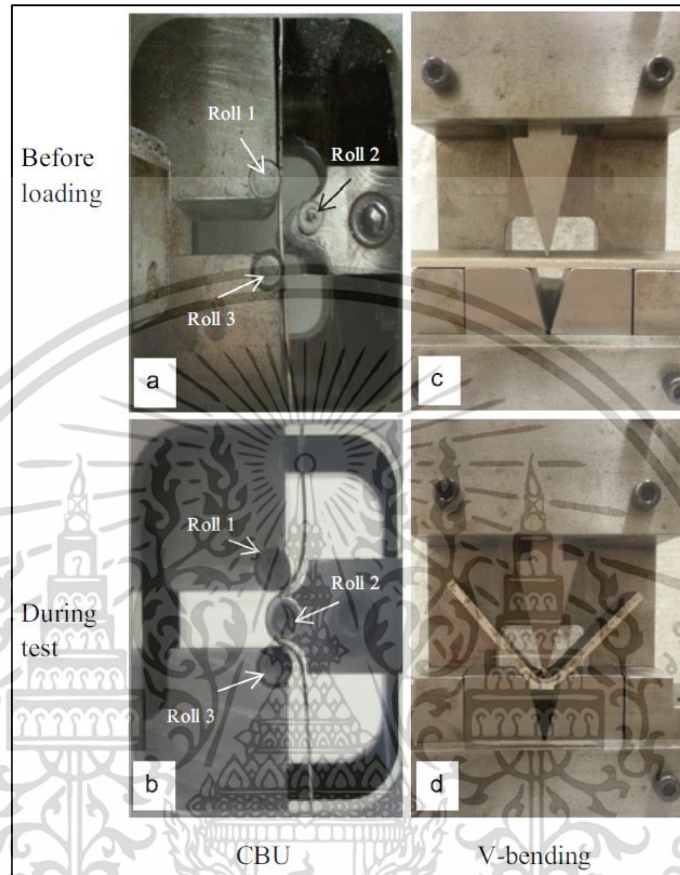 Before
loading
Roll 1
Roll 2
Roll 3
a
c
During
test
Roll 1
Roll 2
Roll 3
b
d
CBU
V-bending